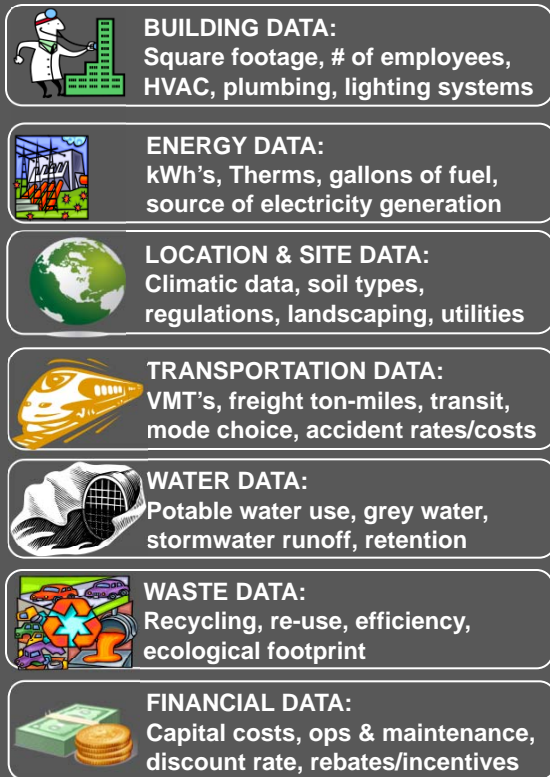 BUILDING DATA:
Square footage, # of employees,
HVAC, plumbing, lighting systems
ENERGY DATA:
kWh's, Therms, gallons of fuel,
source of electricity generation
LOCATION & SITE DATA:
Climatic data, soil types,
regulations, landscaping, utilities
TRANSPORTATION DATA:
VMT's, freight ton-miles, transit,
mode choice, accident rates/costs
WATER DATA:
Potable water use, grey water,
stormwater runoff, retention
WASTE DATA:
Recycling, re-use, efficiency,
ecological footprint
FINANCIAL DATA:
Capital costs, ops & maintenance,
discount rate, rebates/incentives